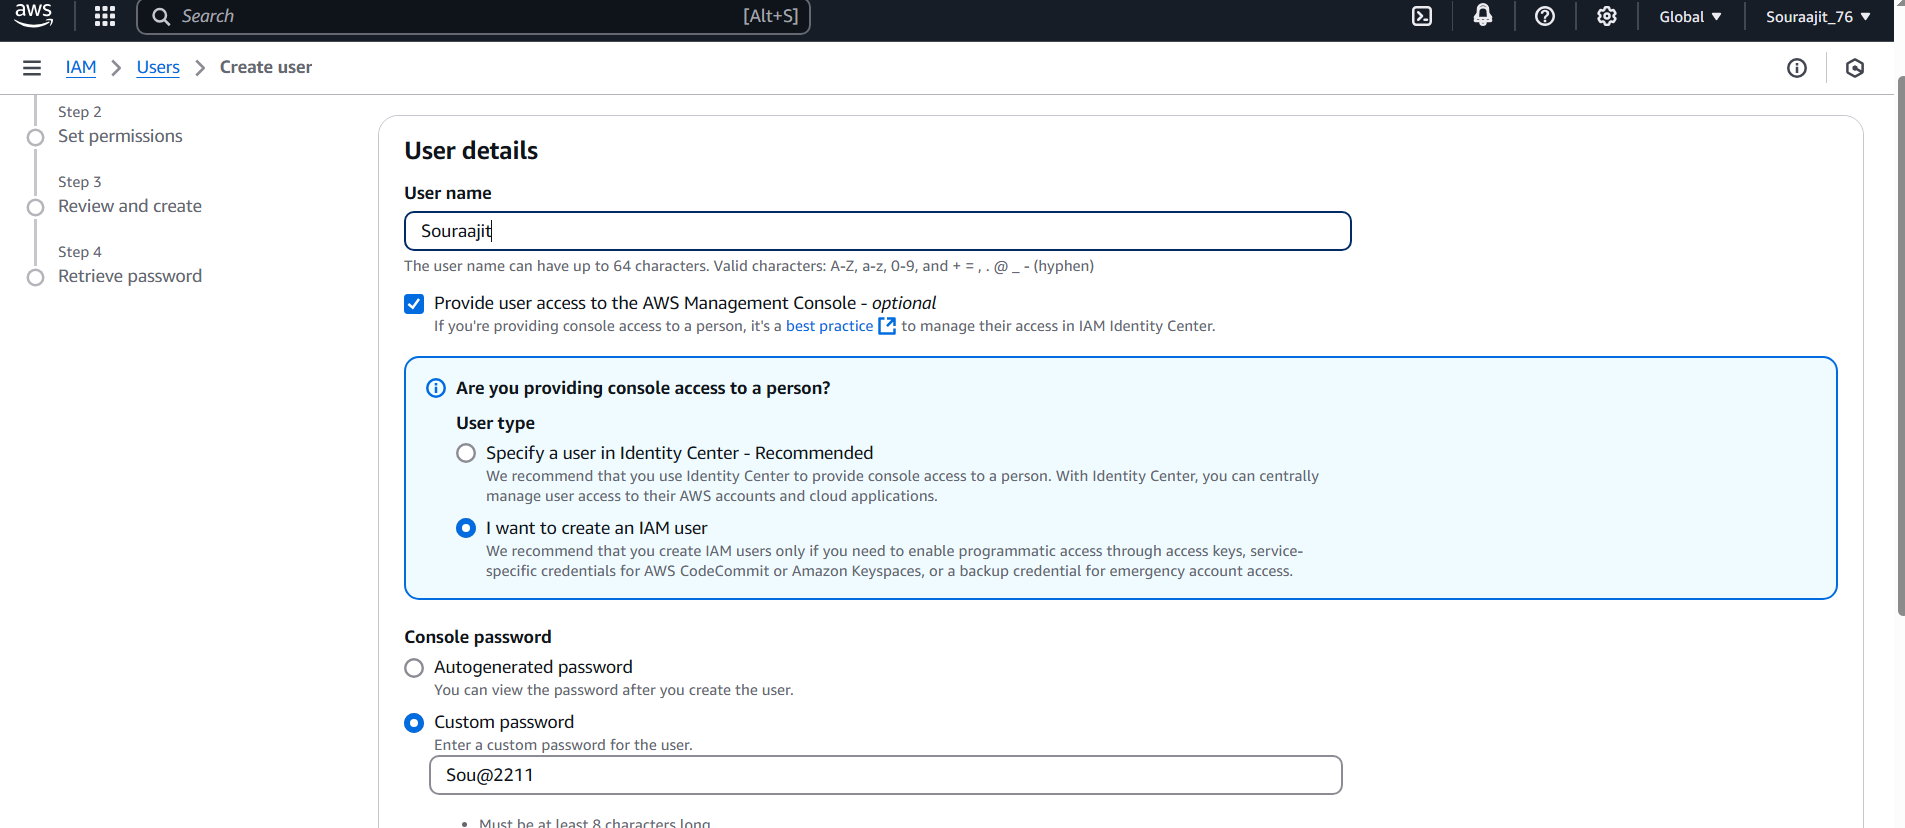 aws
Search [Alt+S]
Global Souraajit_76
IAM > Users > Create user
Step 2
Set permissions
Step 3
Review and create
Step 4
Retrieve password
User details
User name
Souraajit
The user name can have up to 64 characters. Valid characters: A-Z, a-z, 0-9, and + = , . @ _ - (hyphen)
Provide user access to the AWS Management Console - optional
If you're providing console access to a person, it's a best practice to manage their access in IAM Identity Center.
Are you providing console access to a person?
User type
Specify a user in Identity Center - Recommended
We recommend that you use Identity Center to provide console access to a person. With Identity Center, you can centrally
manage user access to their AWS accounts and cloud applications.
I want to create an IAM user
We recommend that you create IAM users only if you need to enable programmatic access through access keys, service-
specific credentials for AWS CodeCommit or Amazon Keyspaces, or a backup credential for emergency account access.
Console password
Autogenerated password
You can view the password after you create the user.
Custom password
Enter a custom password for the user.
Sou@2211
• Must be at least 8 characters long